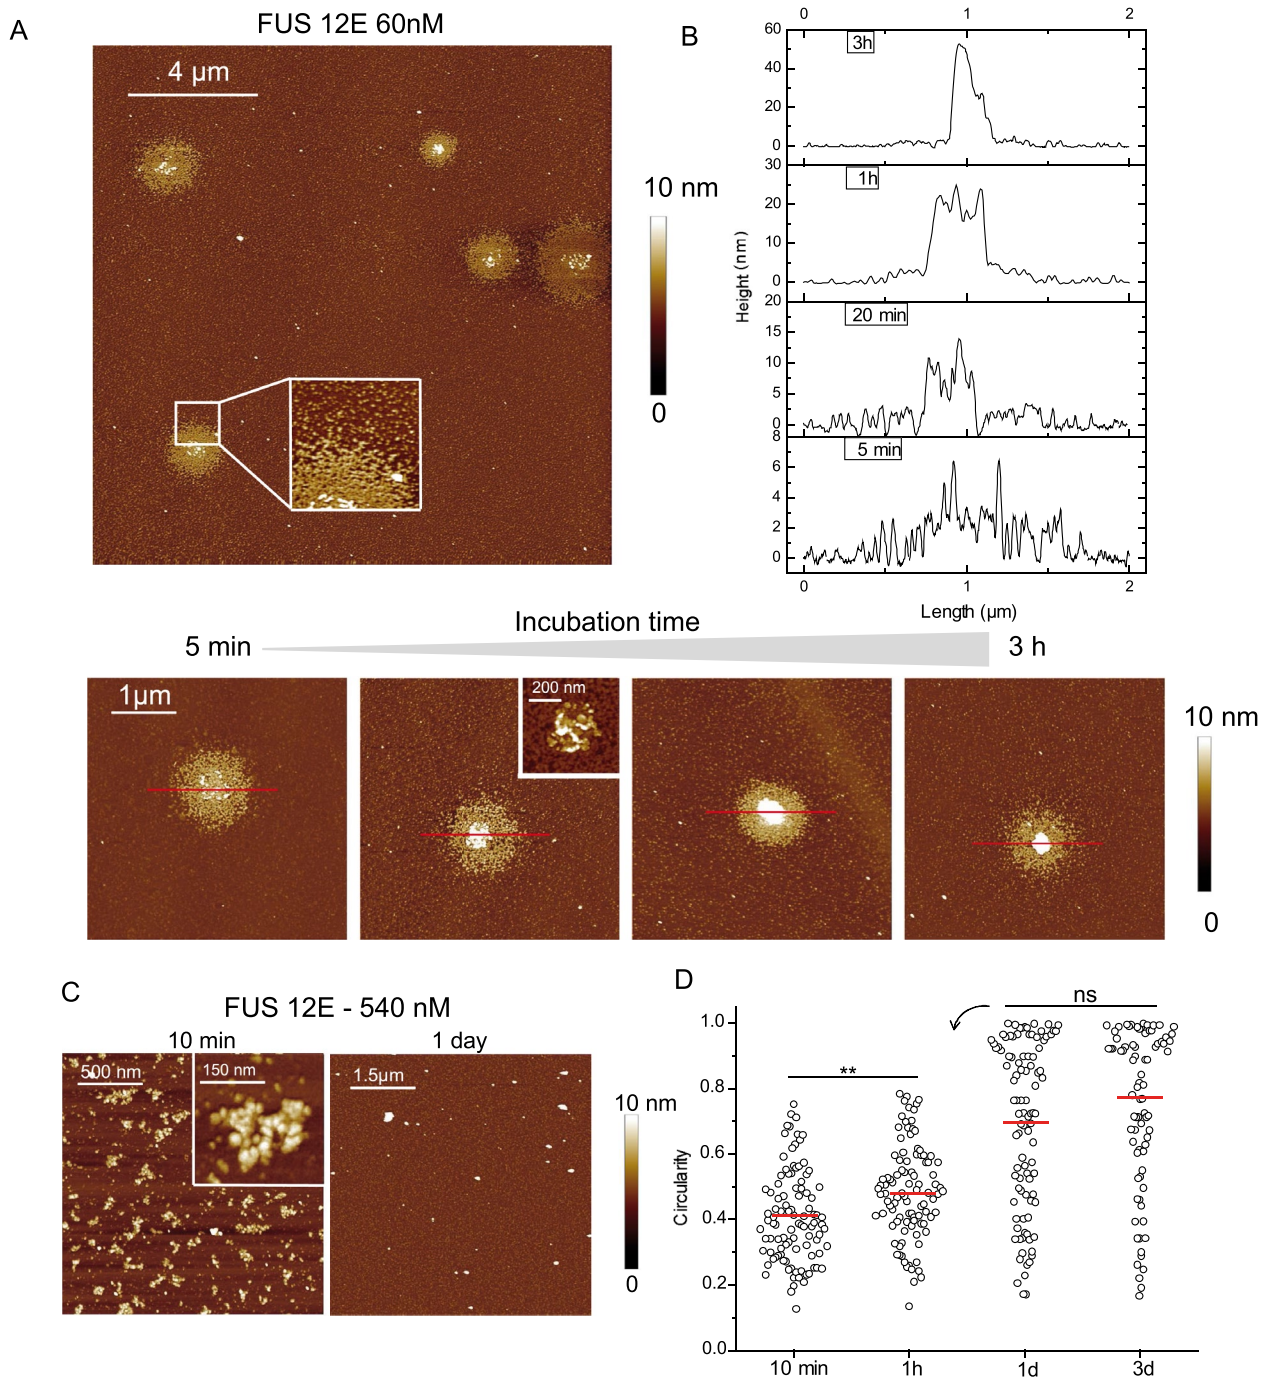 A
FUS 12E 60nM
4 µm
10 nm
0
B
0 1 2
60
40
20
0
3h
30
20
10
0
1h
20
15
10
5
0
20 min
8
6
4
2
0
5 min
Height (nm)
0 1 2
Length (µm)
Incubation time
5 min
3 h
1µm
200 nm
10 nm
0
C
FUS 12E - 540 nM
10 min
1 day
500 nm
150 nm
1.5µm
10 nm
0
D
ns
**
1.0
0.8
0.6
0.4
0.2
0.0
Circularity
10 min 1h 1d 3d